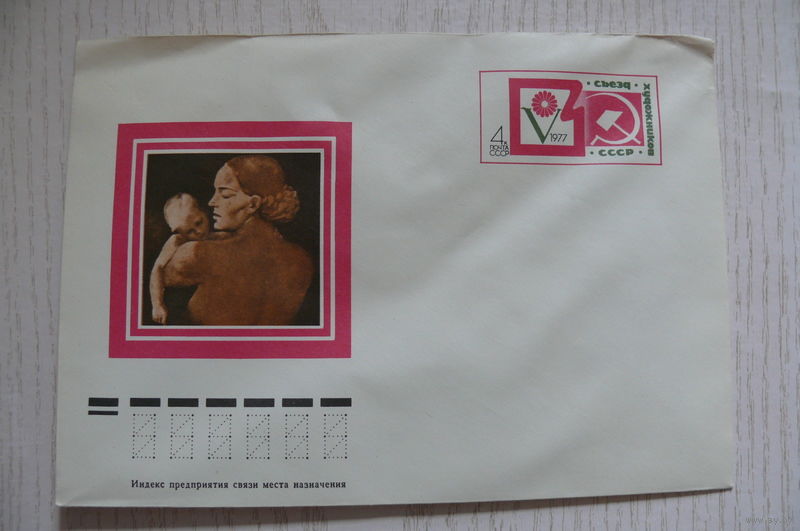 СЪЕЗД
ХУДОЖНИКОВ
СССР
V
1977
4к
ПОЧТА
СССР
Индекс предприятия связи места назначения